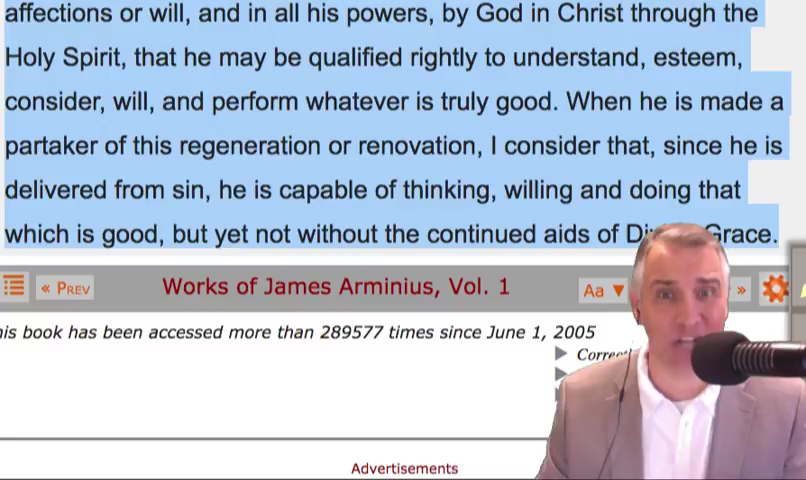 affections or will, and in all his powers, by God in Christ through the
Holy Spirit, that he may be qualified rightly to understand, esteem,
consider, will, and perform whatever is truly good. When he is made a
partaker of this regeneration or renovation, I consider that, since he is
delivered from sin, he is capable of thinking, willing and doing that
which is good, but yet not without the continued aids of Grace.
« PREV Works of James Arminius, Vol. 1 Aa ▼ »
his book has been accessed more than 289577 times since June 1, 2005
Advertisements